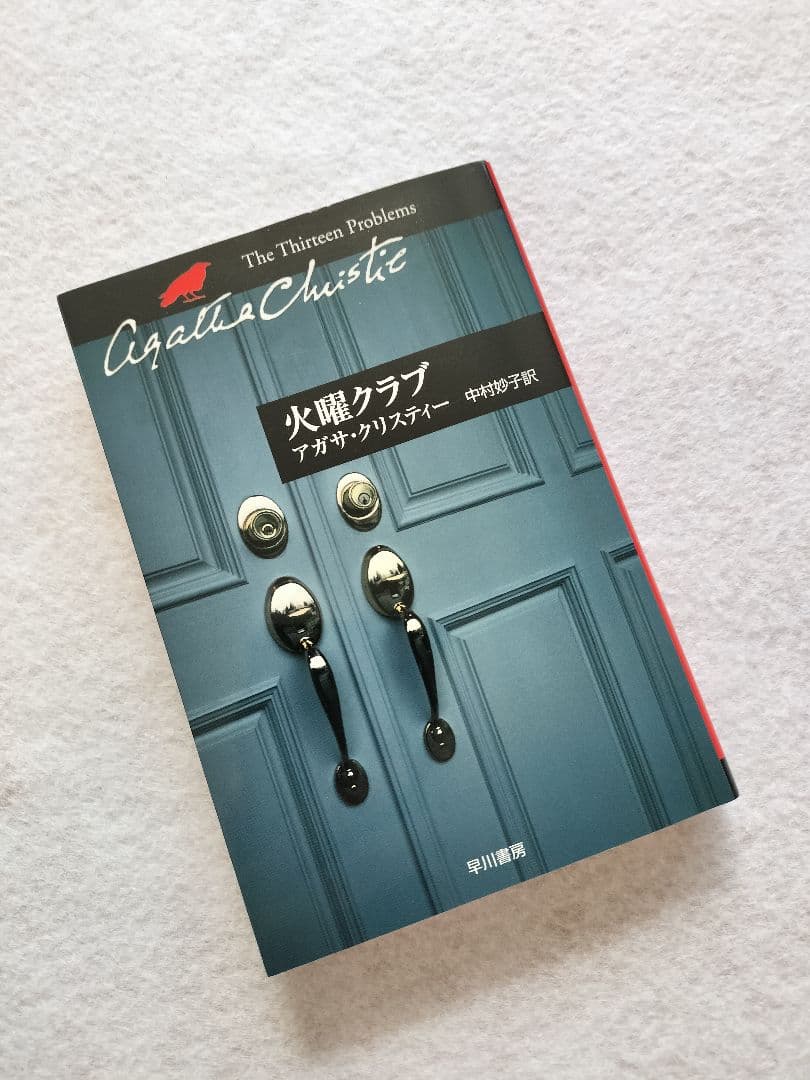 The Thirteen Problems
Agatha Christie
火曜クラブ
アガサ・クリスティー 中村妙子訳
早川書房